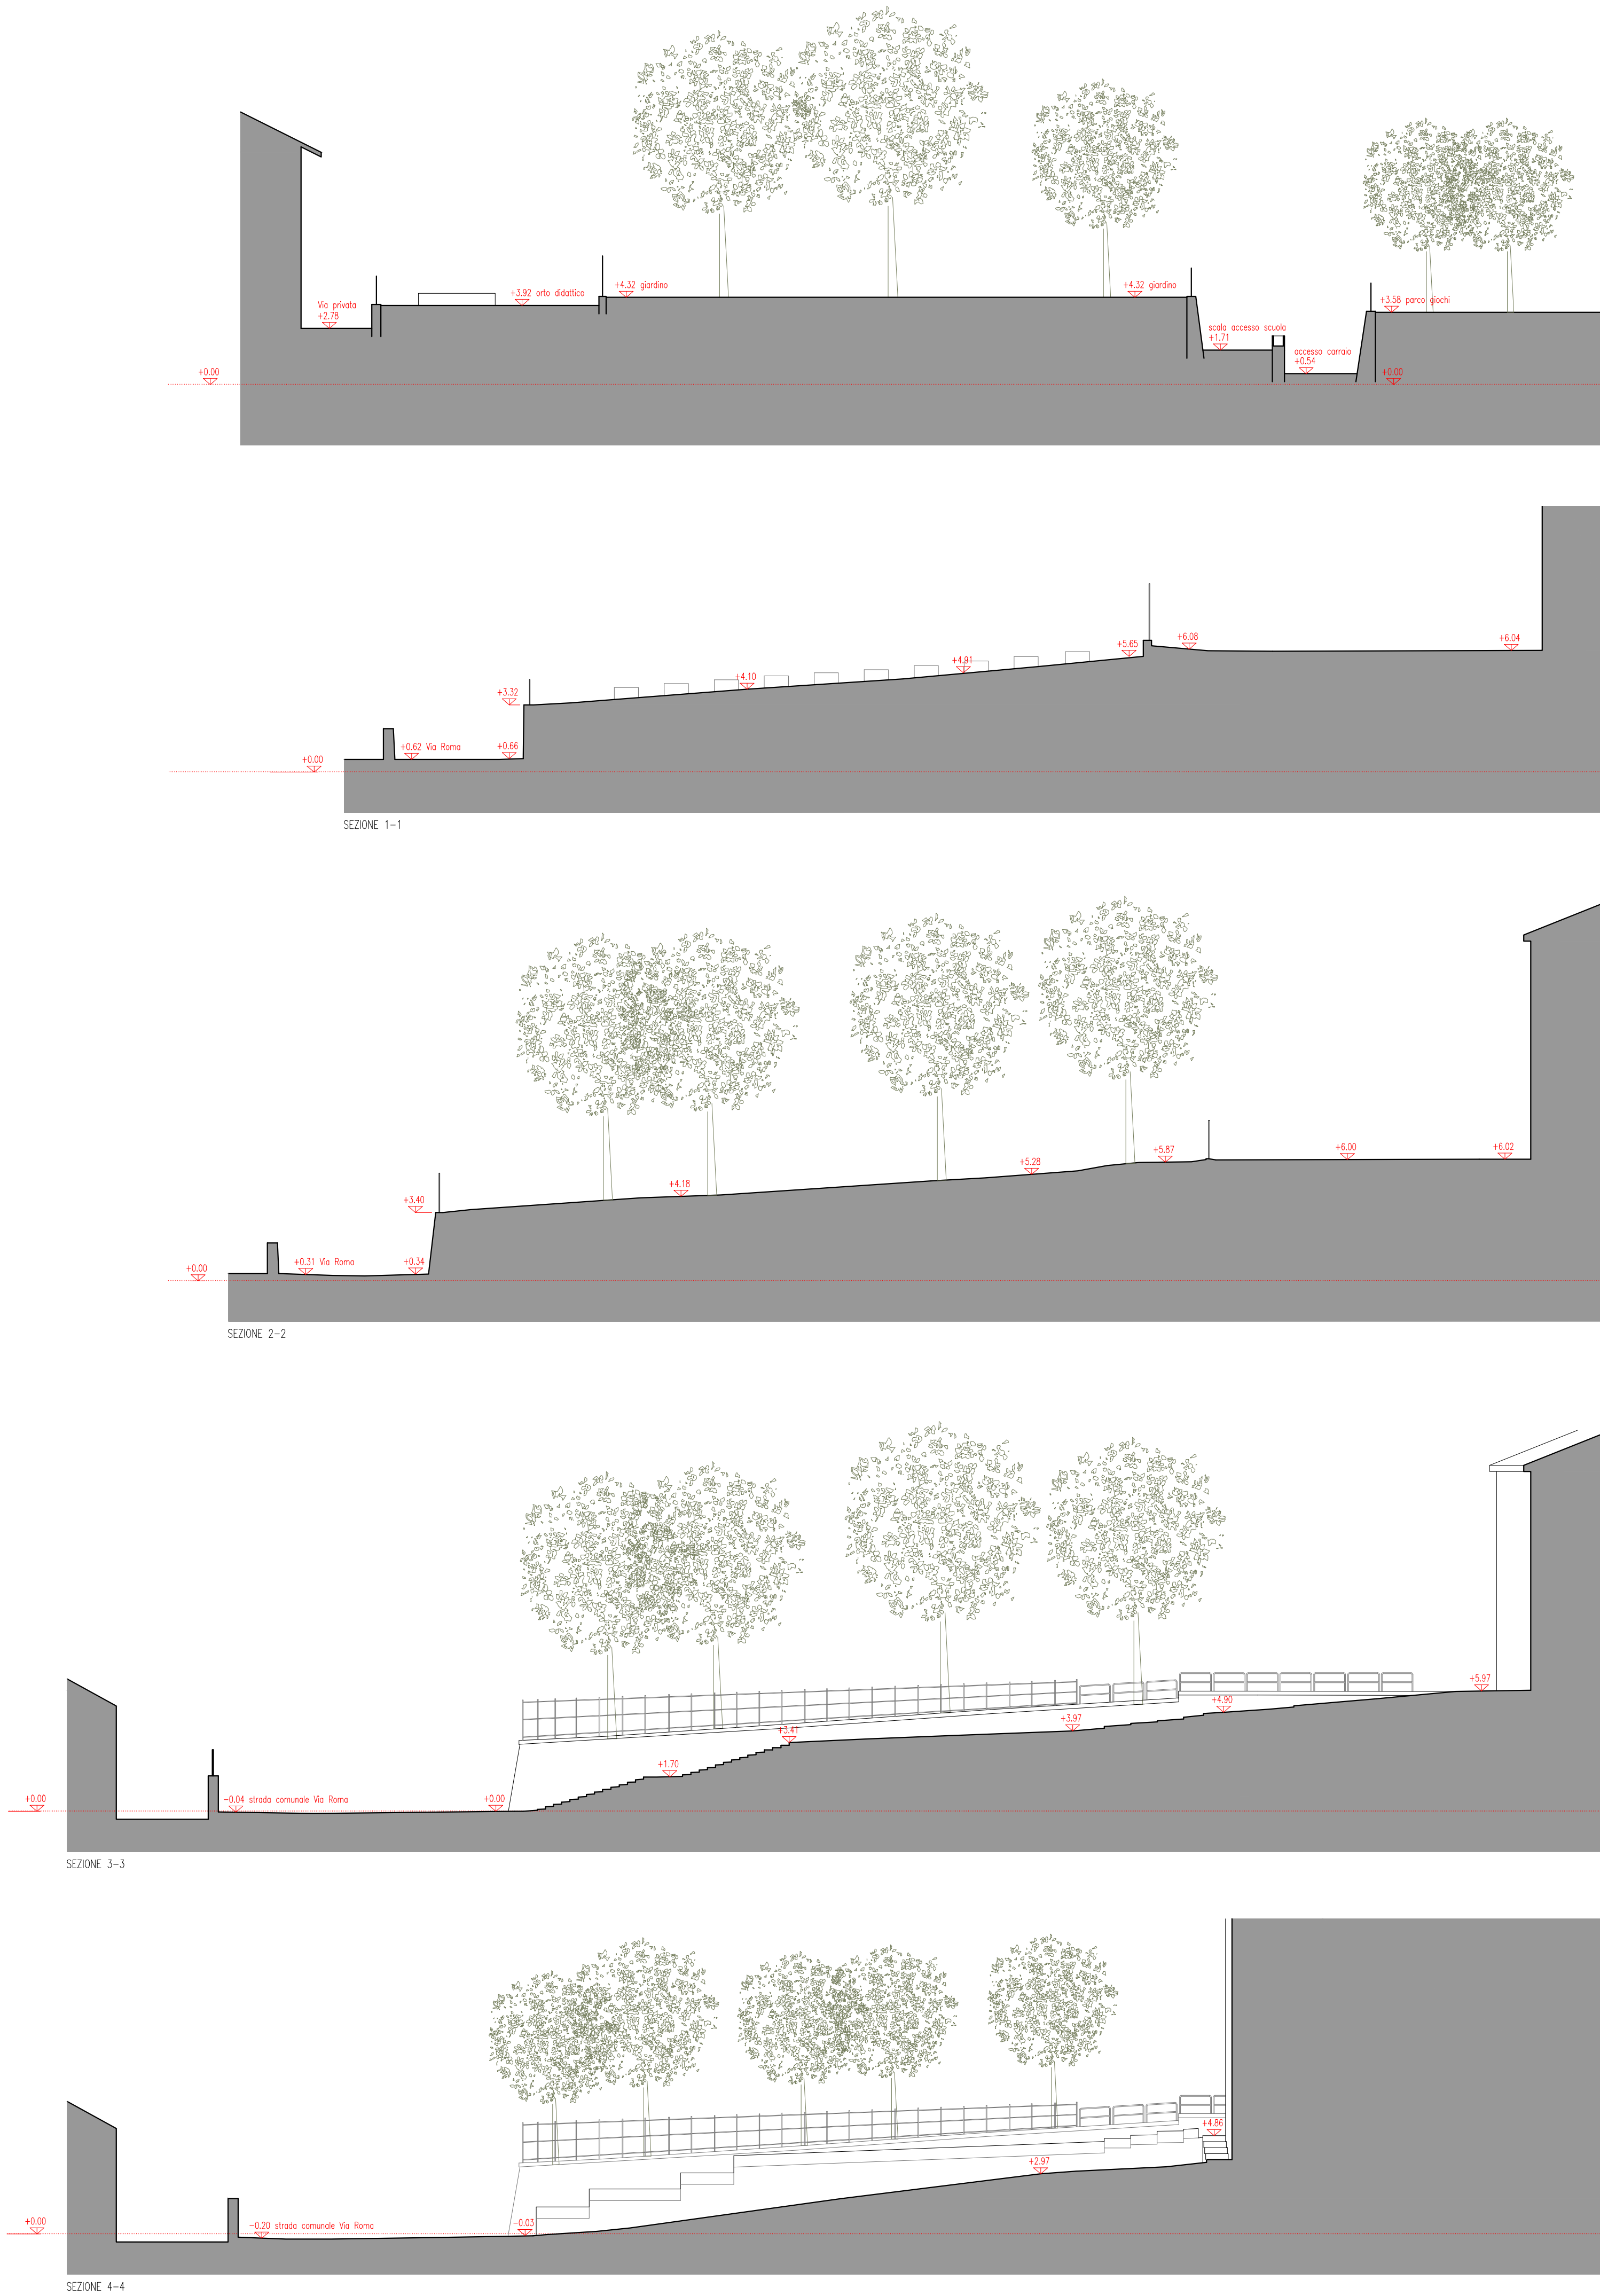 Via privata
+2.78
+3.92 orto didattico
+4.32 giardino
+4.32 giardino
scala accesso scuola
+1.71
accesso carraio
+0.54
+3.58 parco giochi
+0.00
+0.00
+6.08
+6.04
+5.65
+4.91
+4.10
+3.32
+0.62 Via Roma
+0.66
+0.00
SEZIONE 1-1
+5.87
+6.00
+6.02
+5.28
+4.18
+3.40
+0.31 Via Roma
+0.34
+0.00
SEZIONE 2-2
+5.97
+4.90
+3.97
+3.41
+1.70
+0.00
-0.04 strada comunale Via Roma
+0.00
SEZIONE 3-3
+4.86
+2.97
+0.00
-0.20 strada comunale Via Roma
-0.03
SEZIONE 4-4